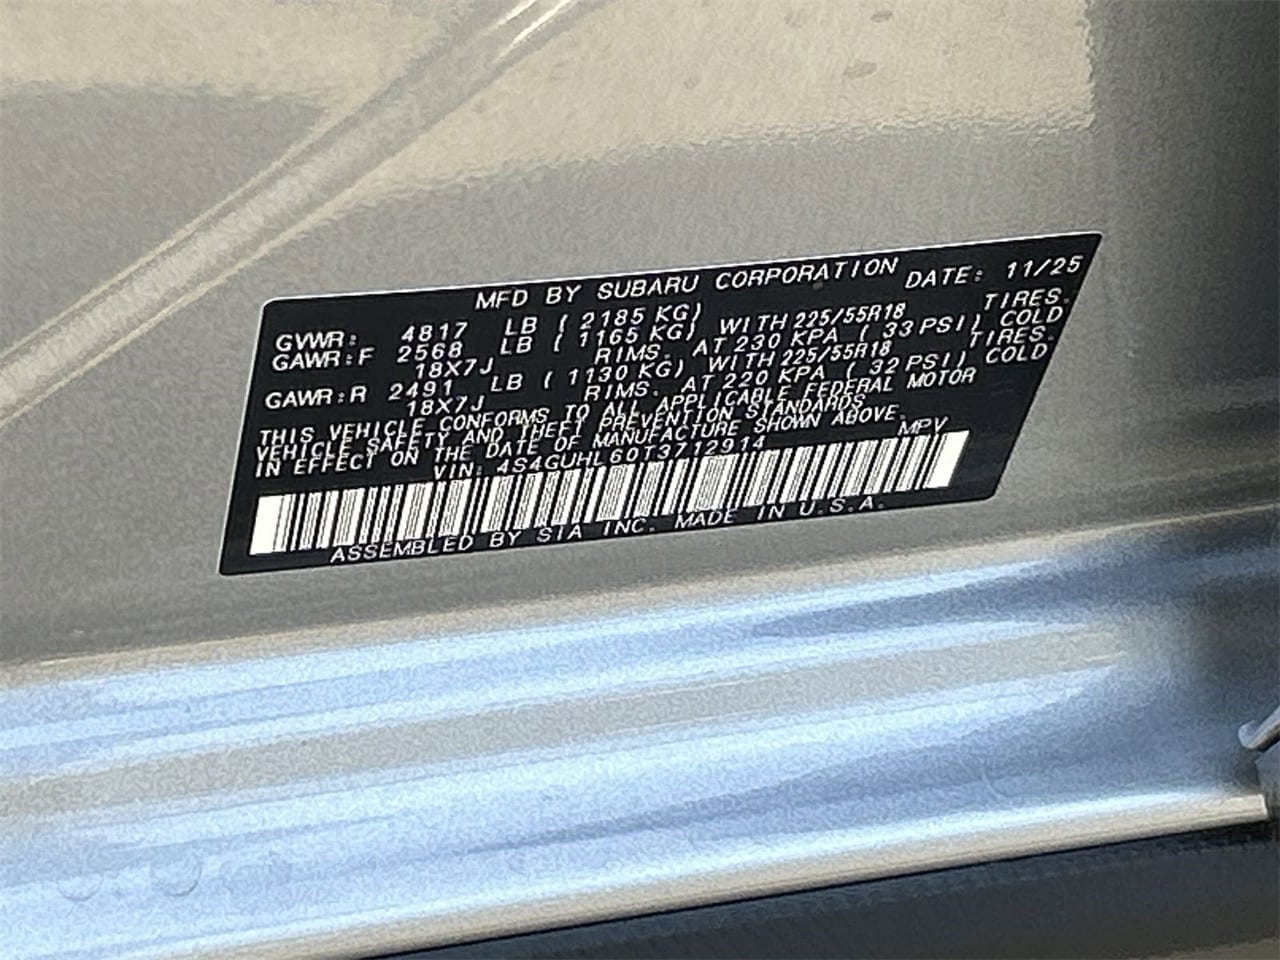 MFD BY SUBARU CORPORATION DATE: 11/25
GVWR: 4817 LB ( 2185 KG)
GAWR:F 2568 LB ( 1165 KG) WITH 225/55R18 TIRES.
18X7J RIMS. AT 230 KPA ( 33 PSI) COLD
GAWR:R 2491 LB ( 1130 KG) WITH 225/55R18 TIRES.
18X7J RIMS. AT 220 KPA ( 32 PSI) COLD
THIS VEHICLE CONFORMS TO ALL APPLICABLE FEDERAL MOTOR
VEHICLE SAFETY AND THEFT PREVENTION STANDARDS
IN EFFECT ON THE DATE OF MANUFACTURE SHOWN ABOVE.
VIN: 4S4GUHL60T3712914 MPV
ASSEMBLED BY SIA INC. MADE IN U.S.A.